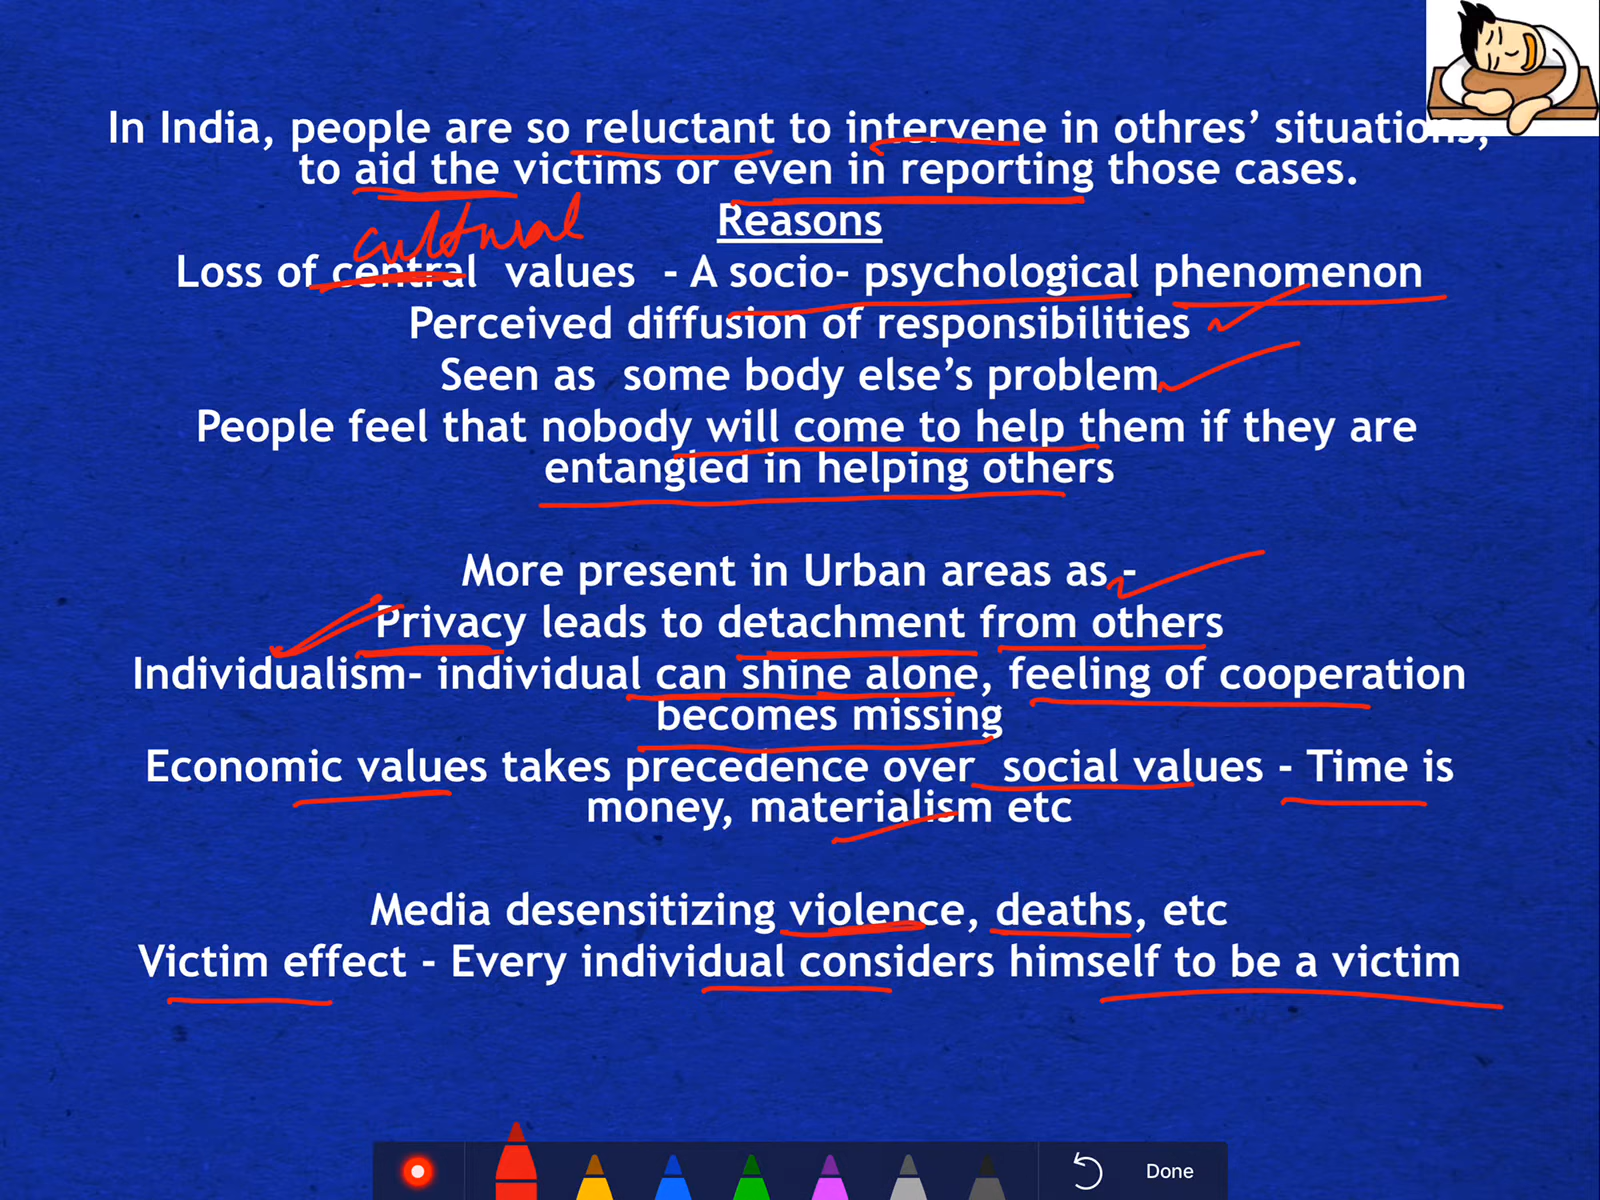 In India, people are so reluctant to intervene in othres’ situations,
to aid the victims or even in reporting those cases.
Reasons
cultural
Loss of central values - A socio- psychological phenomenon
Perceived diffusion of responsibilities
Seen as some body else’s problem
People feel that nobody will come to help them if they are
entangled in helping others
More present in Urban areas as -
Privacy leads to detachment from others
Individualism- individual can shine alone, feeling of cooperation
becomes missing
Economic values takes precedence over social values - Time is
money, materialism etc
Media desensitizing violence, deaths, etc
Victim effect - Every individual considers himself to be a victim
Done